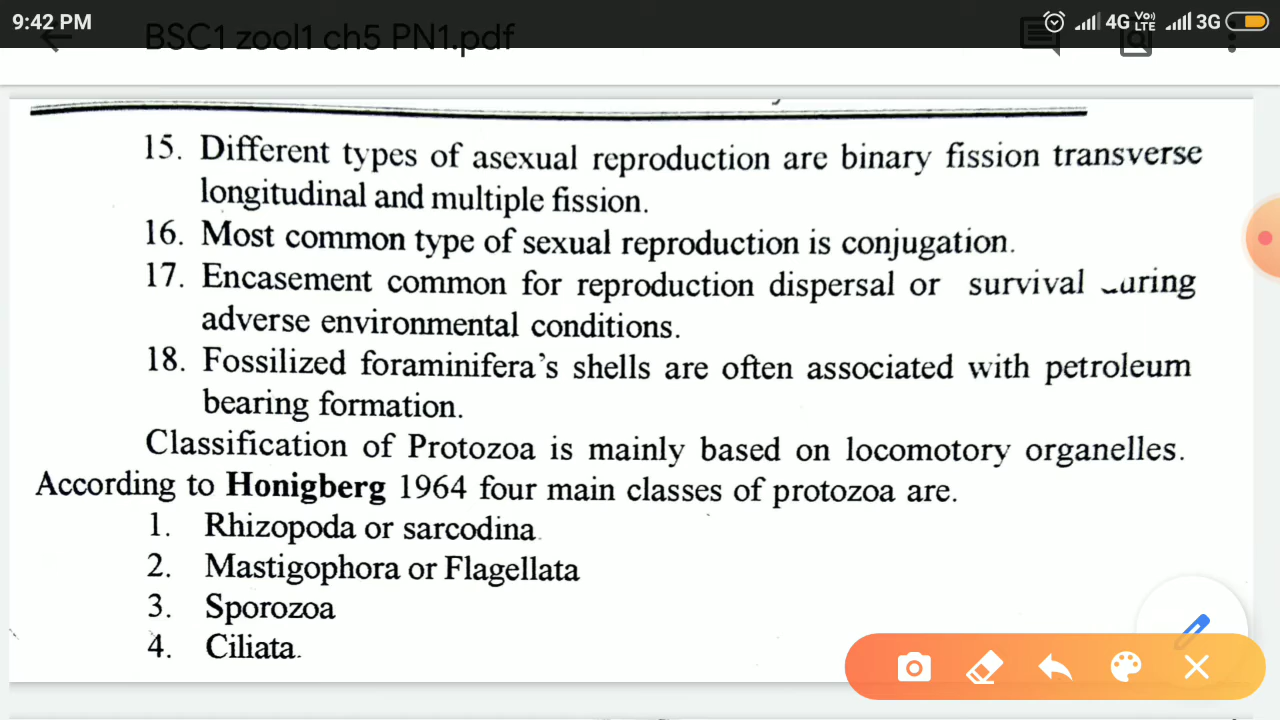 9:42 PM
4G VoLTE 3G
BSC1 zool1 ch5 PN1.pdf
15. Different types of asexual reproduction are binary fission transverse
longitudinal and multiple fission.
16. Most common type of sexual reproduction is conjugation.
17. Encasement common for reproduction dispersal or survival
adverse environmental conditions.
18. Fossilized foraminifera's shells are often associated with petroleum
bearing formation.
Classification of Protozoa is mainly based on locomotory organelles.
According to Honigberg 1964 four main classes of protozoa are.
1. Rhizopoda or sarcodina
2. Mastigophora or Flagellata
3. Sporozoa
4. Ciliata.